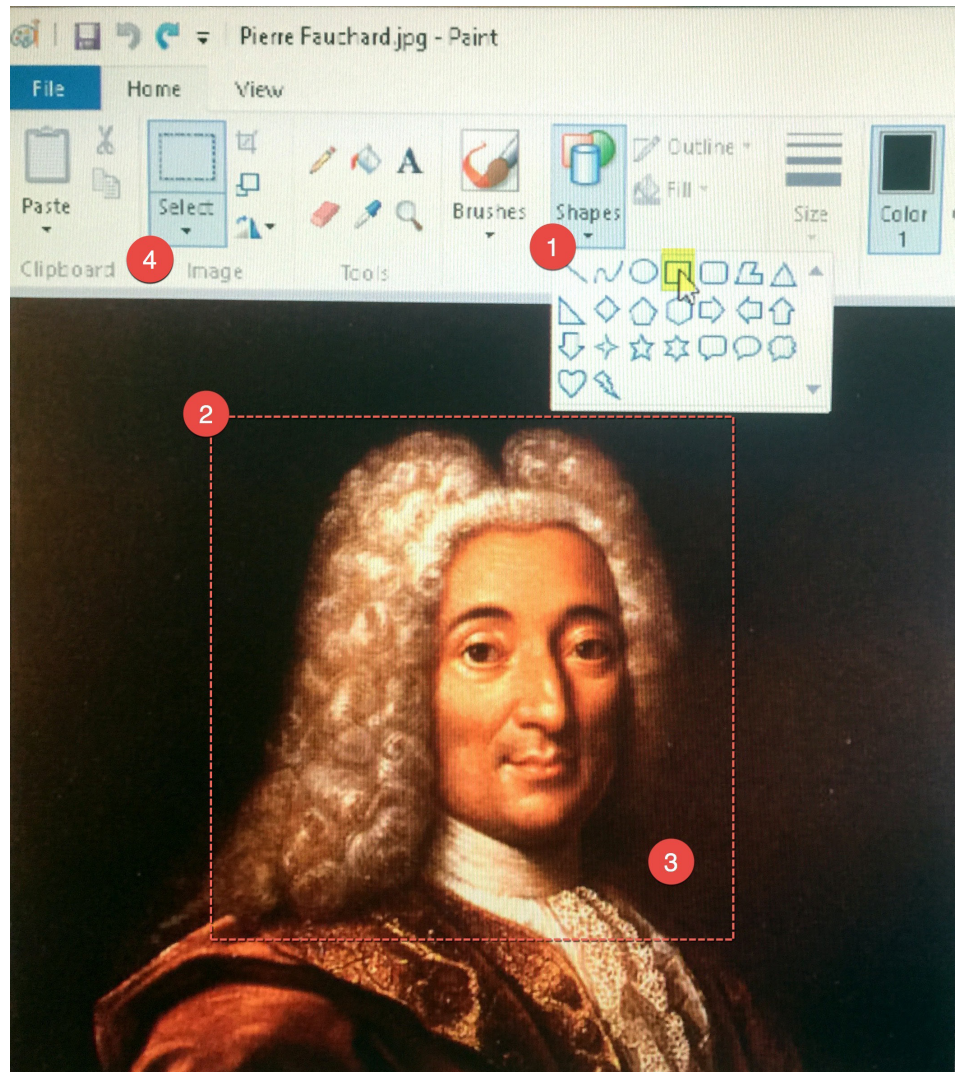 Pierre Fauchard.jpg - Paint
File Home View
Paste Select Brushes Shapes Outline Fill Size Color 1
Clipboard Image Tools
1
2
3
4